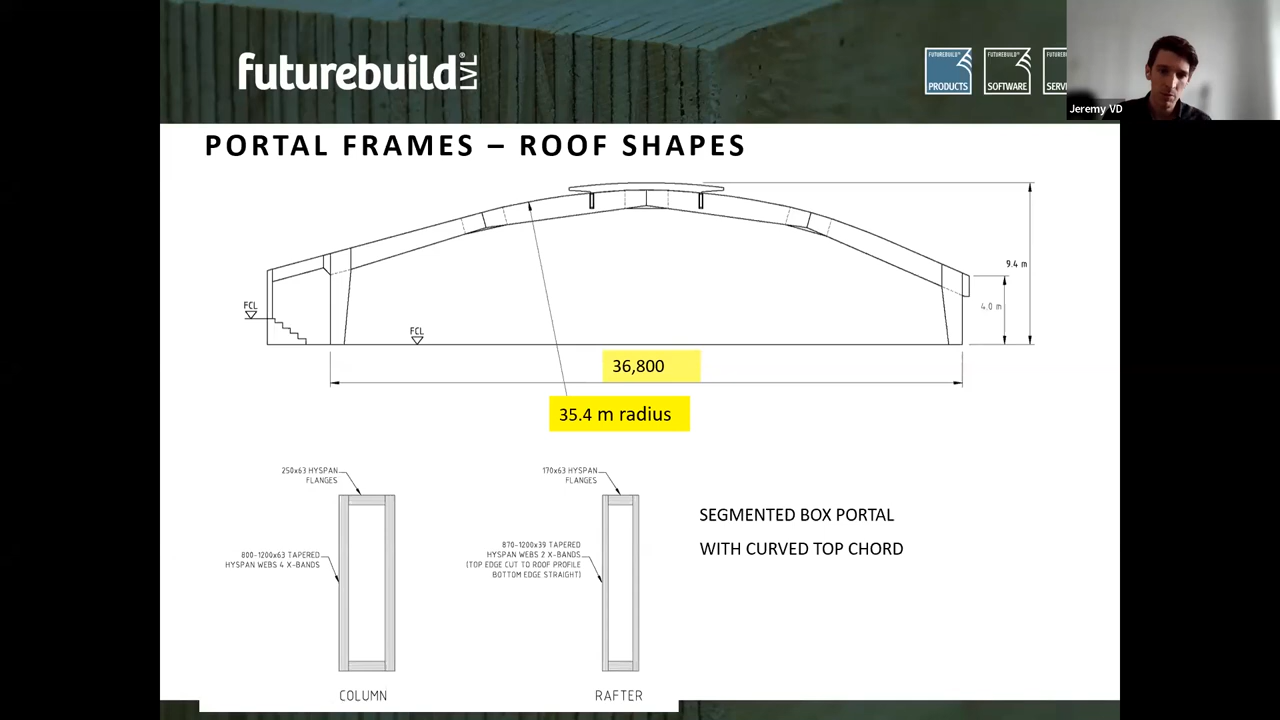 futurebuild LVL®
FUTUREBUILD™ PRODUCTS
FUTUREBUILD™ SOFTWARE
Jeremy VD
PORTAL FRAMES – ROOF SHAPES
9.4 m
FCL
4.0 m
FCL
36,800
35.4 m radius
250x63 HYSPAN
FLANGES
170x63 HYSPAN
FLANGES
SEGMENTED BOX PORTAL
WITH CURVED TOP CHORD
800-1200x63 TAPERED
HYSPAN WEBS 4 X-BANDS
870-1200x39 TAPERED
HYSPAN WEBS 2 X-BANDS
(TOP EDGE CUT TO ROOF PROFILE
BOTTOM EDGE STRAIGHT)
COLUMN
RAFTER